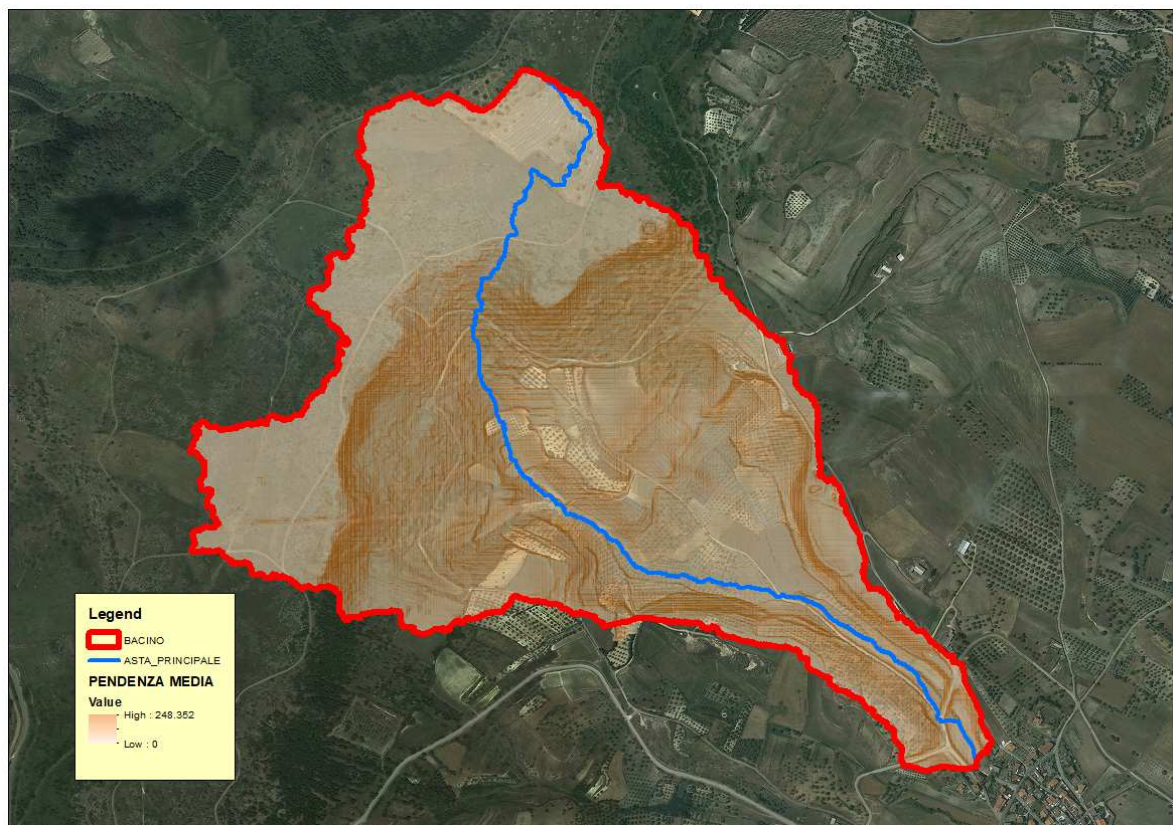 Legend
BACINO
ASTA_PRINCIPALE
PENDENZA MEDIA
Value
High : 248.352
Low : 0